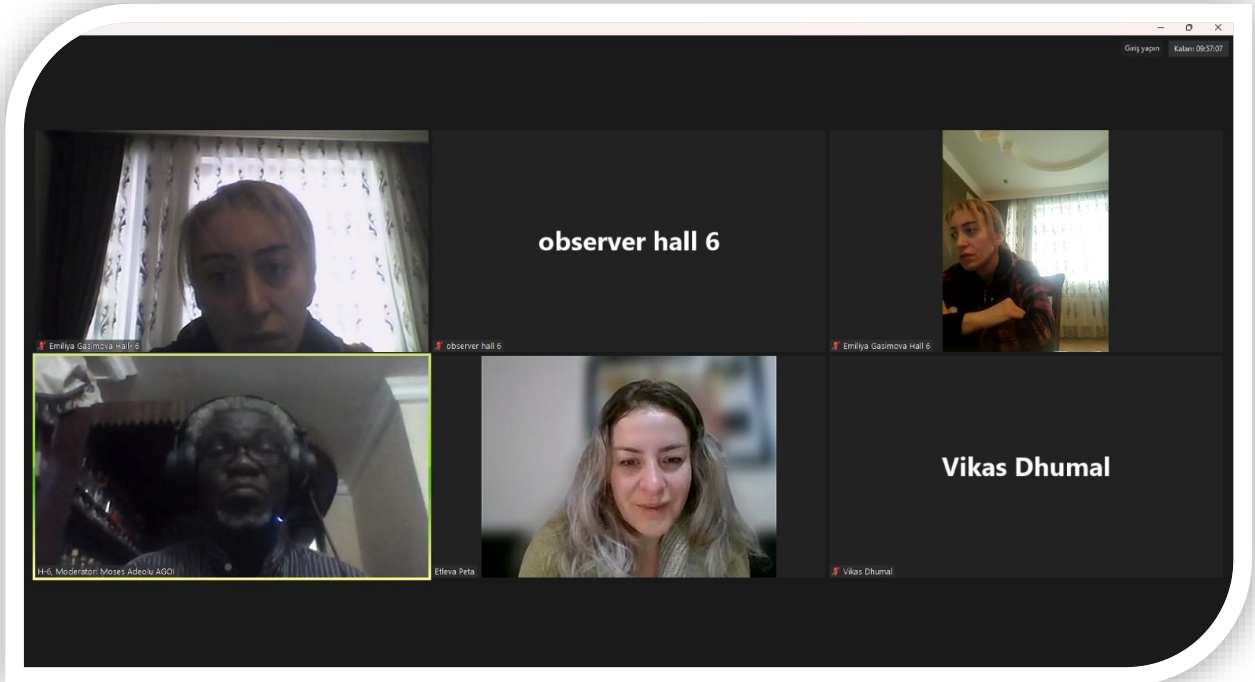 Giriş yapın
Kalan: 09:57:07
Emiliya Gasimova Hall- 6
observer hall 6
observer hall 6
Emiliya Gasimova Hall 6
H-6, Moderator: Moses Adeolu AGOI
Etleva Peta
Vikas Dhumal
Vikas Dhumal